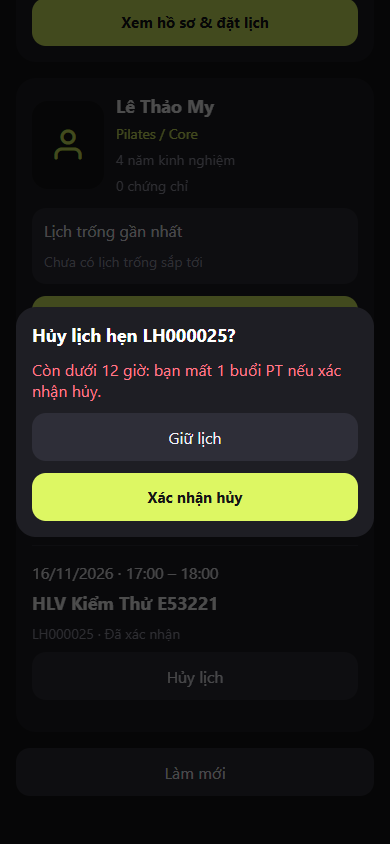 Xem hồ sơ & đặt lịch
Lê Thảo My
Pilates / Core
4 năm kinh nghiệm
0 chứng chỉ
Lịch trống gần nhất
Chưa có lịch trống sắp tới
Hủy lịch hẹn LH000025?
Còn dưới 12 giờ: bạn mất 1 buổi PT nếu xác
nhận hủy.
Giữ lịch
Xác nhận hủy
16/11/2026 · 17:00 – 18:00
HLV Kiểm Thử E53221
LH000025 · Đã xác nhận
Hủy lịch
Làm mới